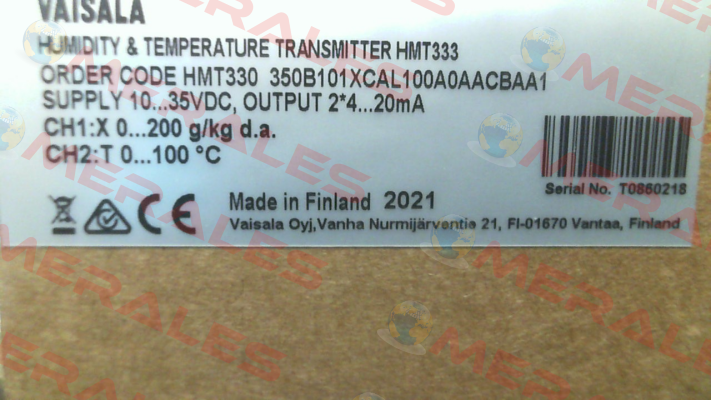 VAISALA
HUMIDITY & TEMPERATURE TRANSMITTER HMT333
ORDER CODE HMT330 350B101XCAL100A0AACBAA1
SUPPLY 10...35VDC, OUTPUT 2*4...20mA
CH1:X 0...200 g/kg d.a.
CH2:T 0...100 °C
Serial No. T0860218
CE
Made in Finland 2021
Vaisala Oyj,Vanha Nurmijärventie 21, FI-01670 Vantaa, Finland
MERALES